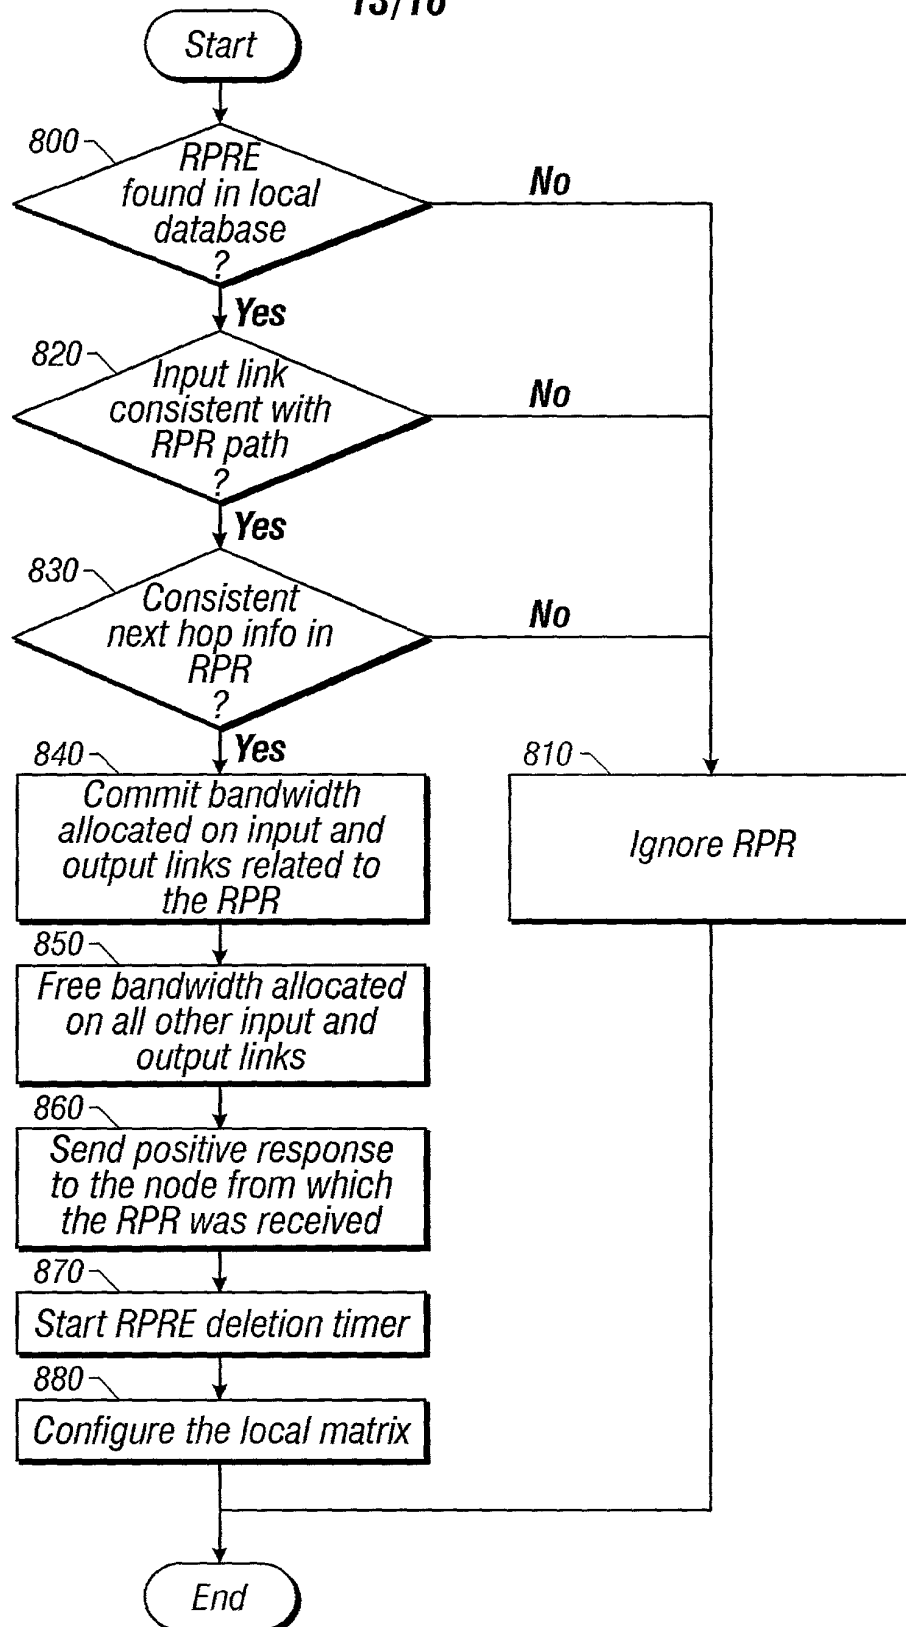 Start
800
RPRE
found in local
database
?
No
Yes
820
Input link
consistent with
RPR path
?
No
Yes
830
Consistent
next hop info in
RPR
?
No
Yes
840
Commit bandwidth
allocated on input and
output links related to
the RPR
810
Ignore RPR
850
Free bandwidth allocated
on all other input and
output links
860
Send positive response
to the node from which
the RPR was received
870
Start RPRE deletion timer
880
Configure the local matrix
End